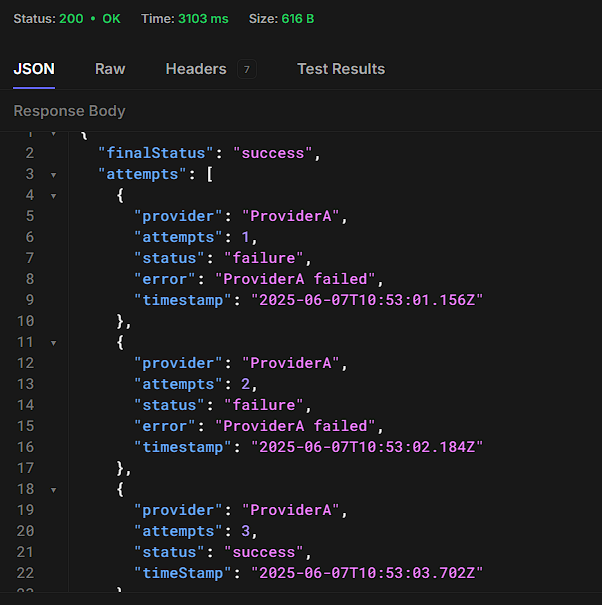 Status: 200 • OK Time: 3103 ms Size: 616 B
JSON Raw Headers 7 Test Results
Response Body
1 {
2 "finalStatus": "success",
3 "attempts": [
4 {
5 "provider": "ProviderA",
6 "attempts": 1,
7 "status": "failure",
8 "error": "ProviderA failed",
9 "timestamp": "2025-06-07T10:53:01.156Z"
10 },
11 {
12 "provider": "ProviderA",
13 "attempts": 2,
14 "status": "failure",
15 "error": "ProviderA failed",
16 "timestamp": "2025-06-07T10:53:02.184Z"
17 },
18 {
19 "provider": "ProviderA",
20 "attempts": 3,
21 "status": "success",
22 "timeStamp": "2025-06-07T10:53:03.702Z"
23 }